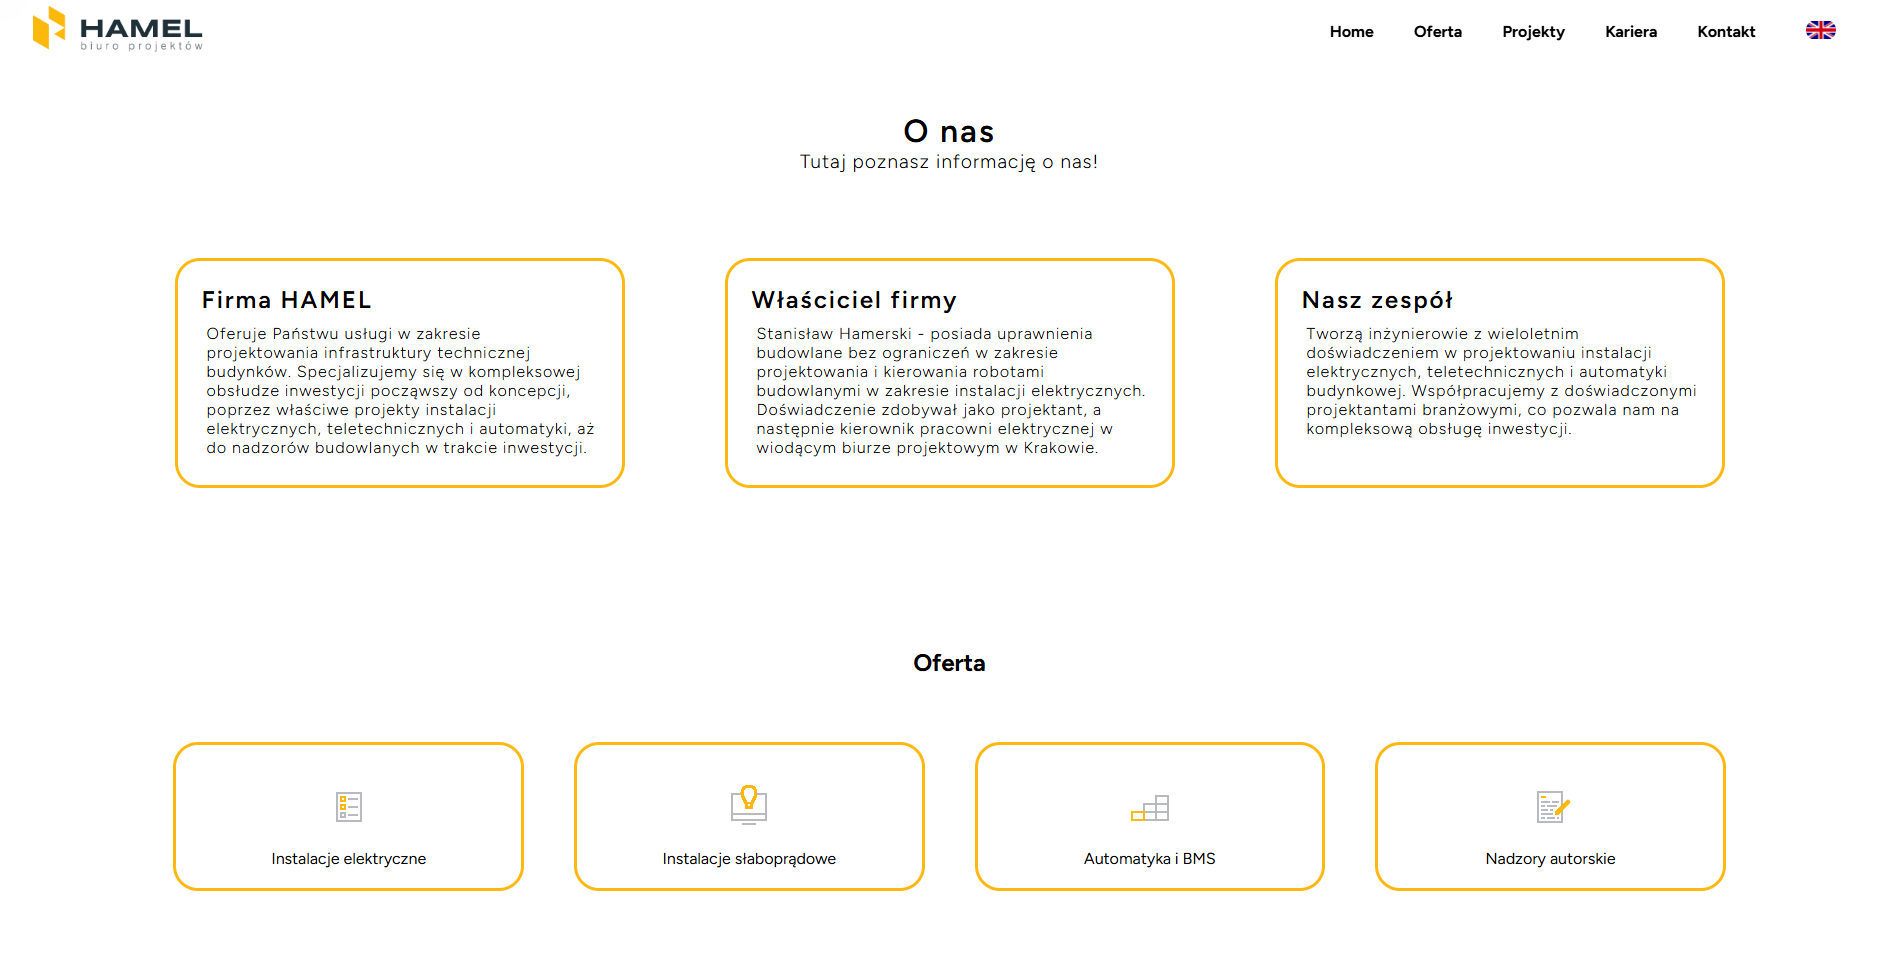 HAMEL
biuro projektów
Home Oferta Projekty Kariera Kontakt
O nas
Tutaj poznasz informację o nas!
Firma HAMEL
Oferuje Państwu usługi w zakresie
projektowania infrastruktury technicznej
budynków. Specjalizujemy się w kompleksowej
obsłudze inwestycji począwszy od koncepcji,
poprzez właściwe projekty instalacji
elektrycznych, teletechnicznych i automatyki, aż
do nadzorów budowlanych w trakcie inwestycji.
Właściciel firmy
Stanisław Hamerski - posiada uprawnienia
budowlane bez ograniczeń w zakresie
projektowania i kierowania robotami
budowlanymi w zakresie instalacji elektrycznych.
Doświadczenie zdobywał jako projektant, a
następnie kierownik pracowni elektrycznej w
wiodącym biurze projektowym w Krakowie.
Nasz zespół
Tworzą inżynierowie z wieloletnim
doświadczeniem w projektowaniu instalacji
elektrycznych, teletechnicznych i automatyki
budynkowej. Współpracujemy z doświadczonymi
projektantami branżowymi, co pozwala nam na
kompleksową obsługę inwestycji.
Oferta
Instalacje elektryczne
Instalacje słaboprądowe
Automatyka i BMS
Nadzory autorskie